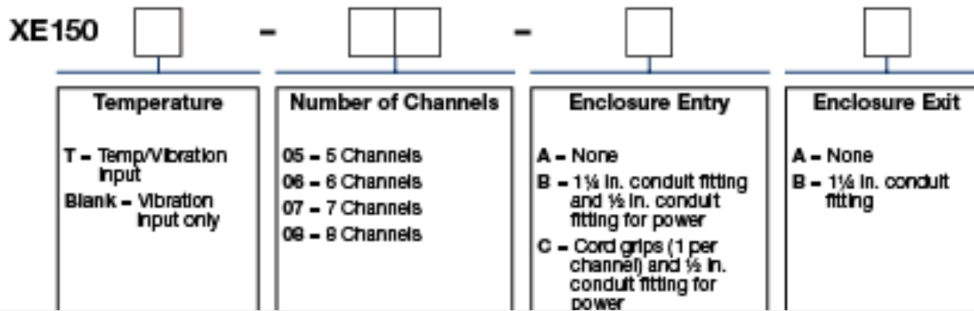 XE150 - -
Temperature
T – Temp/Vibration
Input
Blank – Vibration
Input only
Number of Channels
05 – 5 Channels
06 – 6 Channels
07 – 7 Channels
08 – 8 Channels
Enclosure Entry
A – None
B – 1¼ in. conduit fitting
and ½ in. conduit
fitting for power
C – Cord grips (1 per
channel) and ½ in.
conduit fitting for
power
Enclosure Exit
A – None
B – 1¼ in. conduit
fitting